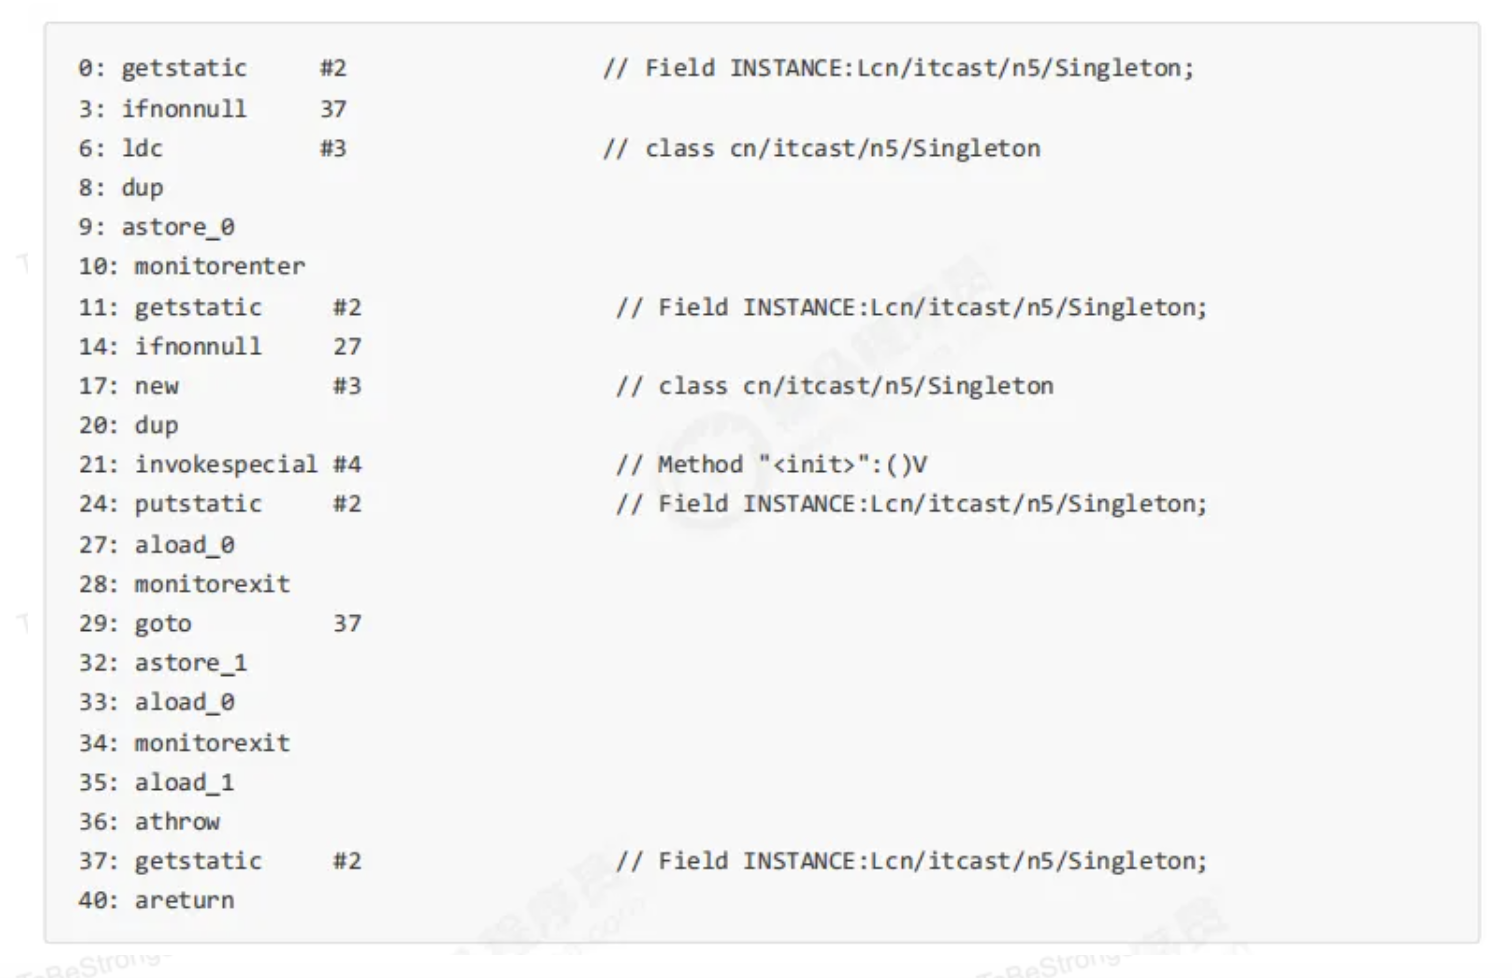 0: getstatic     #2                    // Field INSTANCE:Lcn/itcast/n5/Singleton;
3: ifnonnull     37
6: ldc           #3                    // class cn/itcast/n5/Singleton
8: dup
9: astore_0
10: monitorenter
11: getstatic     #2                    // Field INSTANCE:Lcn/itcast/n5/Singleton;
14: ifnonnull     27
17: new           #3                    // class cn/itcast/n5/Singleton
20: dup
21: invokespecial #4                    // Method "<init>":()V
24: putstatic     #2                    // Field INSTANCE:Lcn/itcast/n5/Singleton;
27: aload_0
28: monitorexit
29: goto          37
32: astore_1
33: aload_0
34: monitorexit
35: aload_1
36: athrow
37: getstatic     #2                    // Field INSTANCE:Lcn/itcast/n5/Singleton;
40: areturn